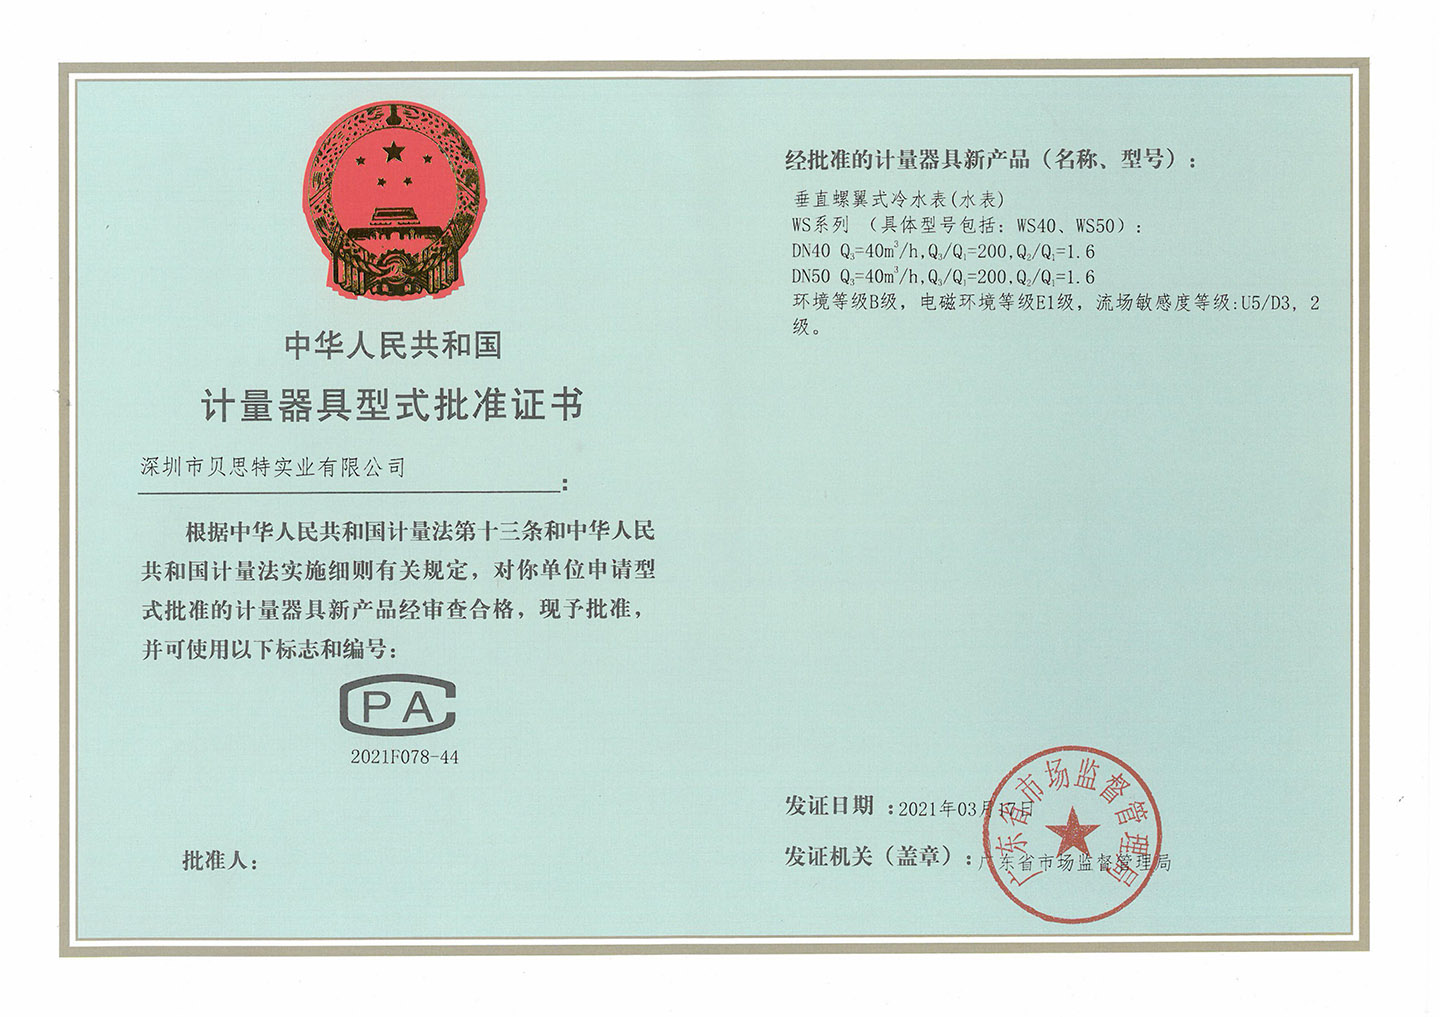 中华人民共和国
计量器具型式批准证书
深圳市贝思特实业有限公司:
根据中华人民共和国计量法第十三条和中华人民
共和国计量法实施细则有关规定，对你单位申请型
式批准的计量器具新产品经审查合格，现予批准，
并可使用以下标志和编号:
CPA
2021F078-44
批准人:
经批准的计量器具新产品（名称、型号）:
垂直螺翼式冷水表(水表)
WS系列 （具体型号包括: WS40、WS50）:
DN40 Q₃=40m³/h,Q₃/Q₁=200,Q₂/Q₁=1.6
DN50 Q₃=40m³/h,Q₃/Q₁=200,Q₂/Q₁=1.6
环境等级B级，电磁环境等级E1级，流场敏感度等级:U5/D3, 2
级。
发证日期 :2021年03月17日
发证机关（盖章）:广东省市场监督管理局
广东省市场监督管理局